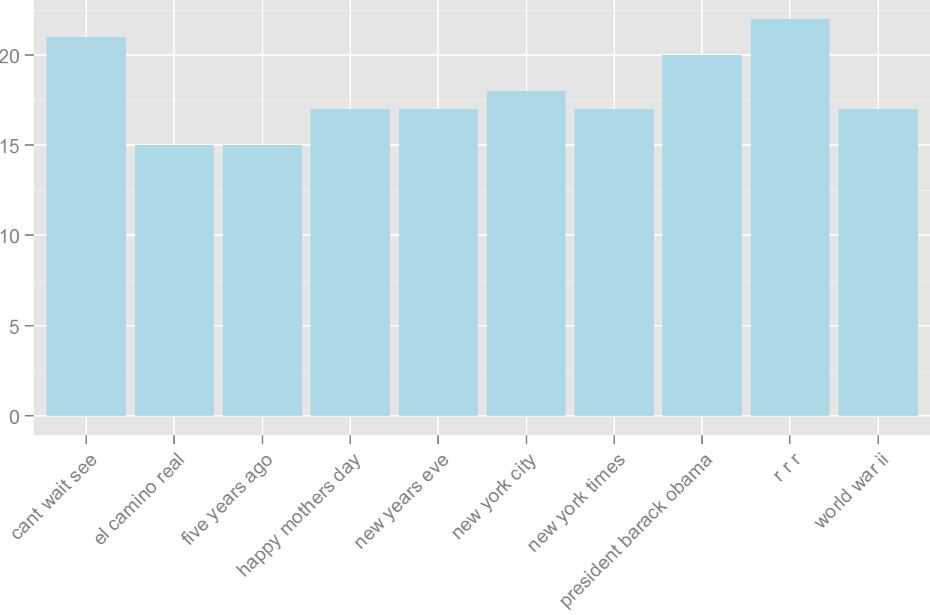 20
15
10
5
0
cant wait see
el camino real
five years ago
happy mothers day
new years eve
new york city
new york times
president barack obama
r r r
world war ii